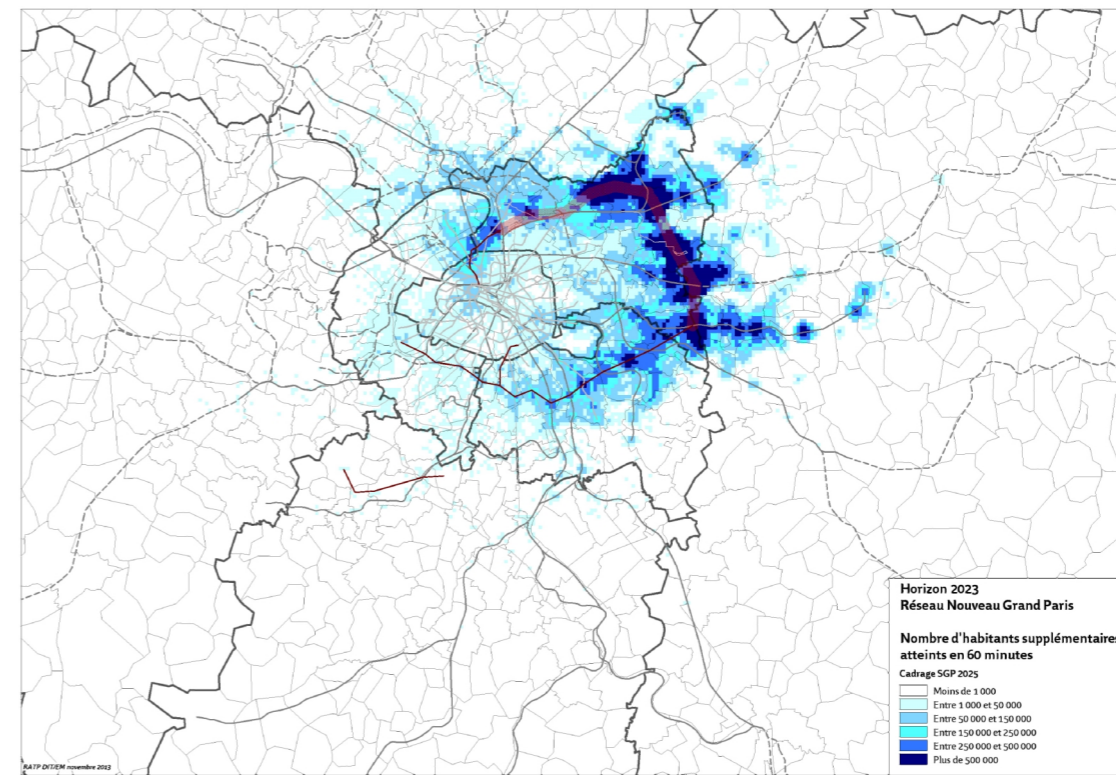 Horizon 2023
Réseau Nouveau Grand Paris
Nombre d'habitants supplémentaires
atteints en 60 minutes
Cadrage SGP 2025
Moins de 1 000
Entre 1 000 et 50 000
Entre 50 000 et 150 000
Entre 150 000 et 250 000
Entre 250 000 et 500 000
Plus de 500 000
RATP DIT/EM novembre 2013